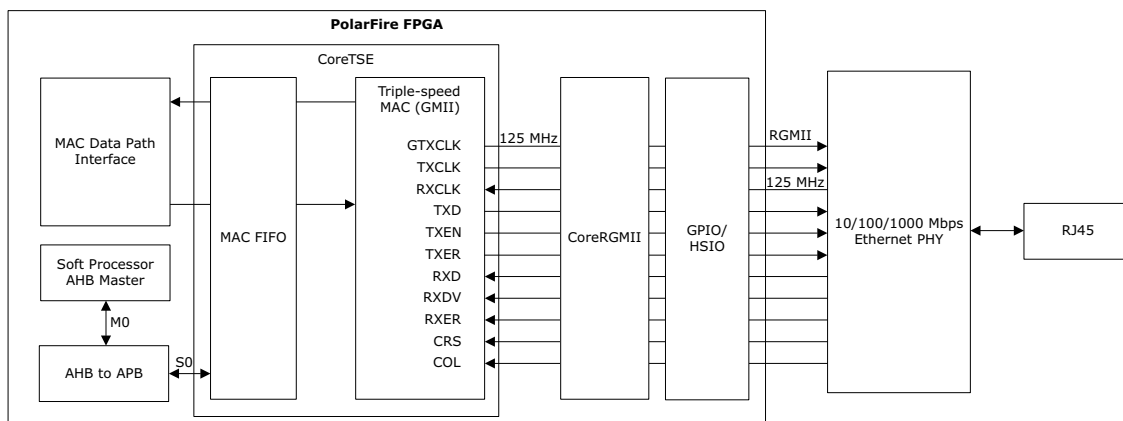 PolarFire FPGA
CoreTSE
MAC Data Path
Interface
Soft Processor
AHB Master
M0
AHB to APB
S0
MAC FIFO
Triple-speed
MAC (GMII)
GTXCLK
TXCLK
RXCLK
TXD
TXEN
TXER
RXD
RXDV
RXER
CRS
COL
125 MHz
CoreRGMII
GPIO/
HSIO
RGMII
125 MHz
10/100/1000 Mbps
Ethernet PHY
RJ45